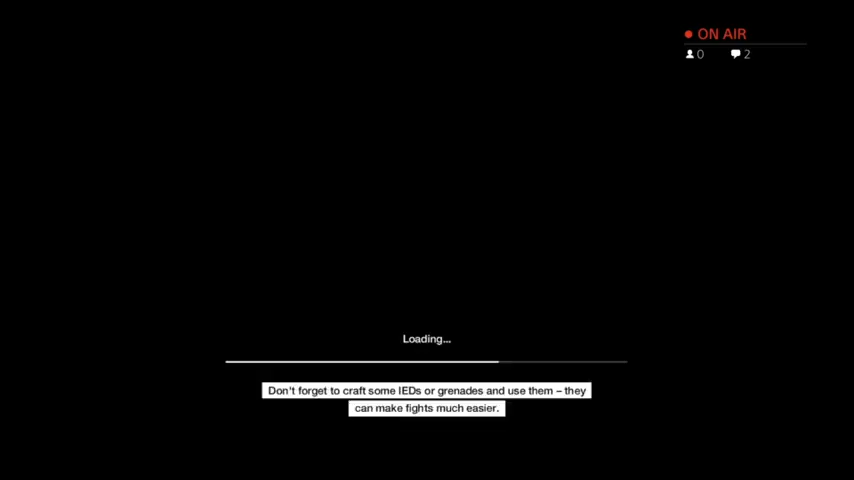 ON AIR
0 2
Loading...
Don't forget to craft some IEDs or grenades and use them – they
can make fights much easier.